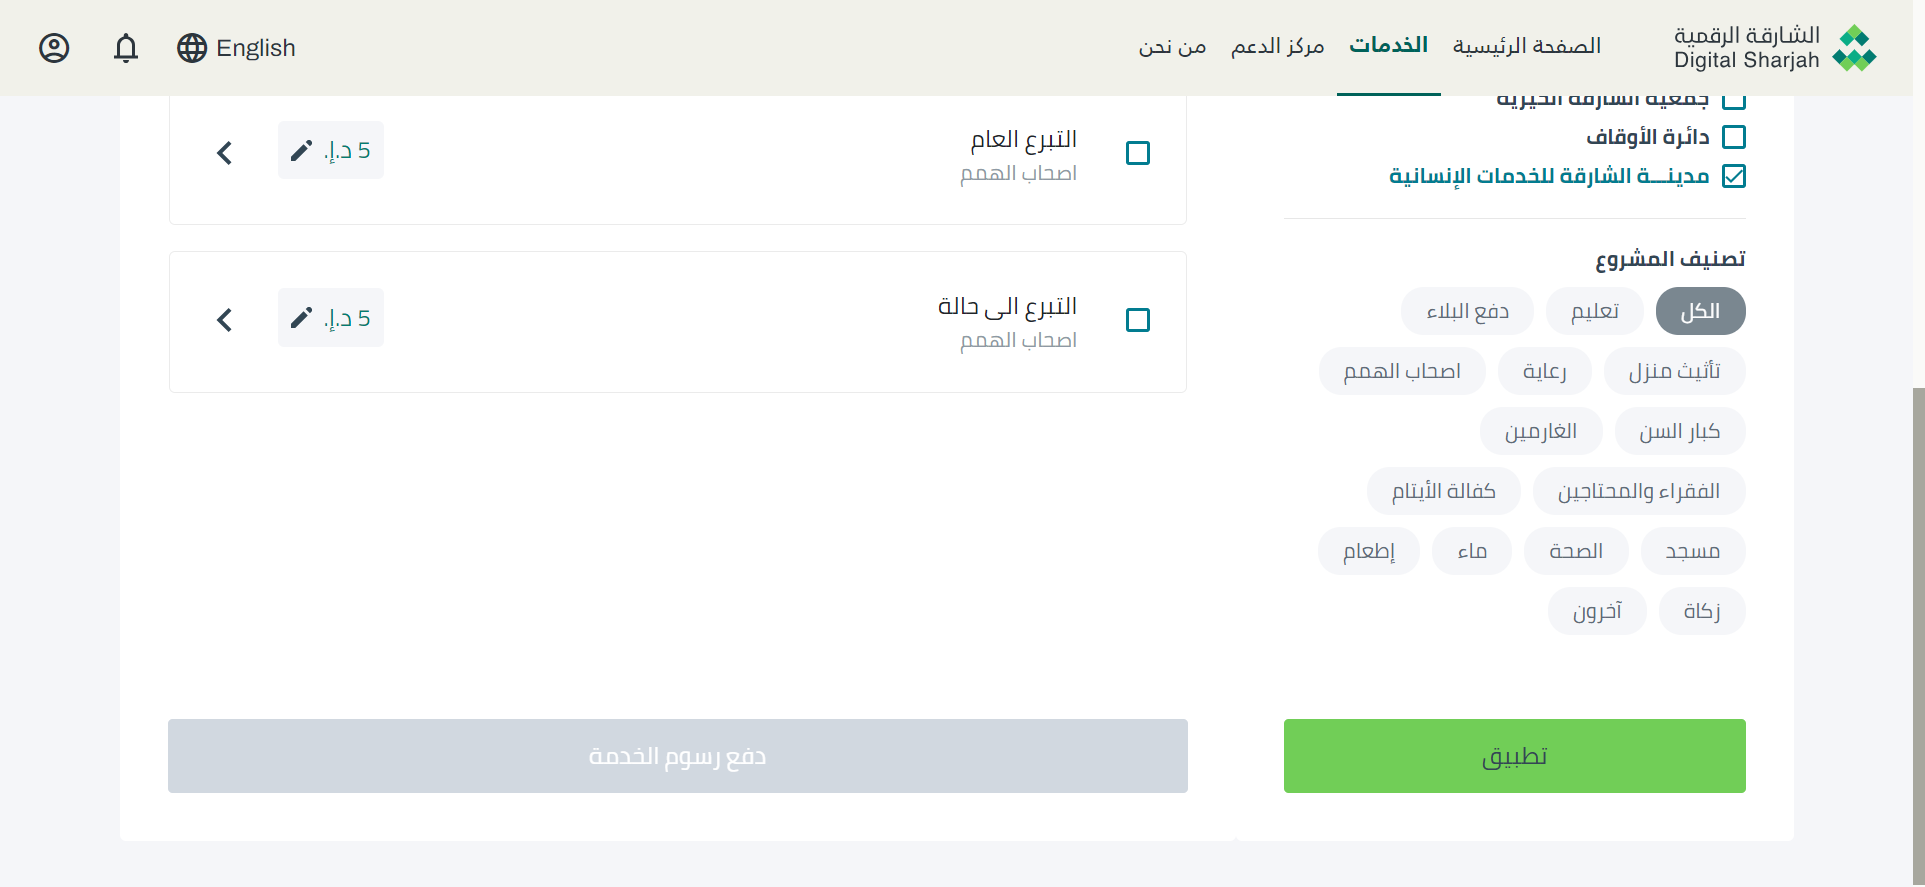 الشارقة الرقمية
Digital Sharjah
الصفحة الرئيسية
الخدمات
مركز الدعم
من نحن
English
جمعية الشارقة الخيرية
دائرة الأوقاف
مدينـــة الشارقة للخدمات الإنسانية
تصنيف المشروع
الكل
تعليم
دفع البلاء
تأثيث منزل
رعاية
اصحاب الهمم
كبار السن
الغارمين
الفقراء والمحتاجين
كفالة الأيتام
مسجد
الصحة
ماء
إطعام
زكاة
آخرون
تطبيق
التبرع العام
اصحاب الهمم
5 د.إ.
التبرع الى حالة
اصحاب الهمم
5 د.إ.
دفع رسوم الخدمة